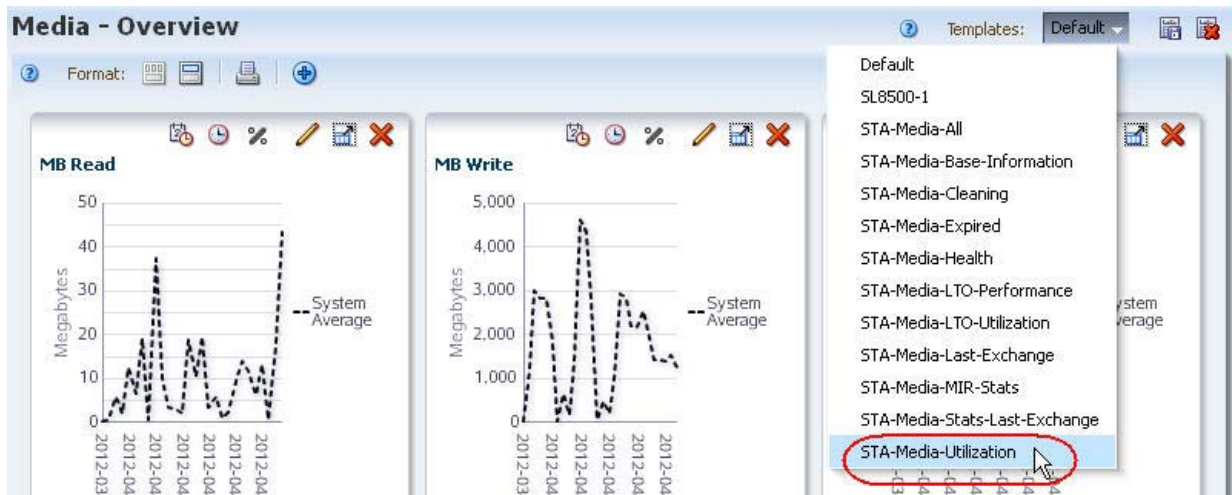 Media - Overview
Templates: Default
Format:
MB Read
50
40
30
20
10
0
Megabytes
System
Average
2012-03
2012-04
2012-04
2012-04
2012-04
2012-04
2012-04
MB Write
5,000
4,000
3,000
2,000
1,000
0
Megabytes
System
Average
2012-03
2012-04
2012-04
2012-04
2012-04
2012-04
2012-04
Default
SL8500-1
STA-Media-All
STA-Media-Base-Information
STA-Media-Cleaning
STA-Media-Expired
STA-Media-Health
STA-Media-LTO-Performance
STA-Media-LTO-Utilization
STA-Media-Last-Exchange
STA-Media-MIR-Stats
STA-Media-Stats-Last-Exchange
STA-Media-Utilization